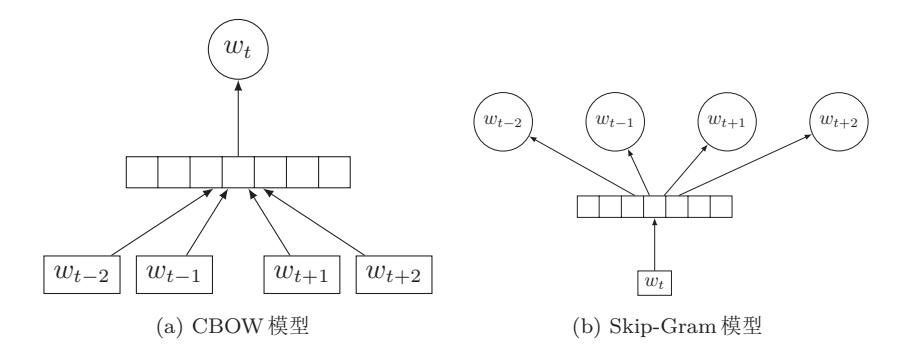 w_t
w_{t−2} w_{t−1} w_{t+1} w_{t+2}
(a) CBOW 模型
w_{t−2} w_{t−1} w_{t+1} w_{t+2}
w_t
(b) Skip-Gram 模型